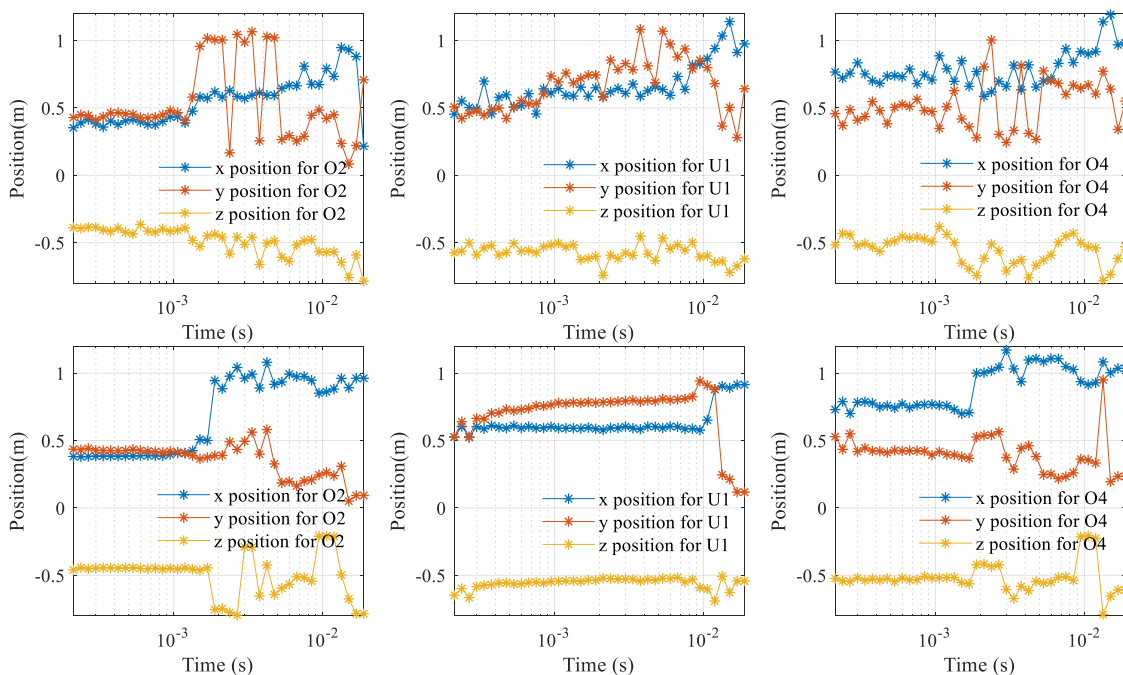 Position(m)
1
0.5
0
-0.5
x position for O2
y position for O2
z position for O2
10-3
10-2
Time (s)
Position(m)
1
0.5
0
-0.5
x position for U1
y position for U1
z position for U1
10-3
10-2
Time (s)
Position(m)
1
0.5
0
-0.5
x position for O4
y position for O4
z position for O4
10-3
10-2
Time (s)
Position(m)
1
0.5
0
-0.5
x position for O2
y position for O2
z position for O2
10-3
10-2
Time (s)
Position(m)
1
0.5
0
-0.5
x position for U1
y position for U1
z position for U1
10-3
10-2
Time (s)
Position(m)
1
0.5
0
-0.5
x position for O4
y position for O4
z position for O4
10-3
10-2
Time (s)